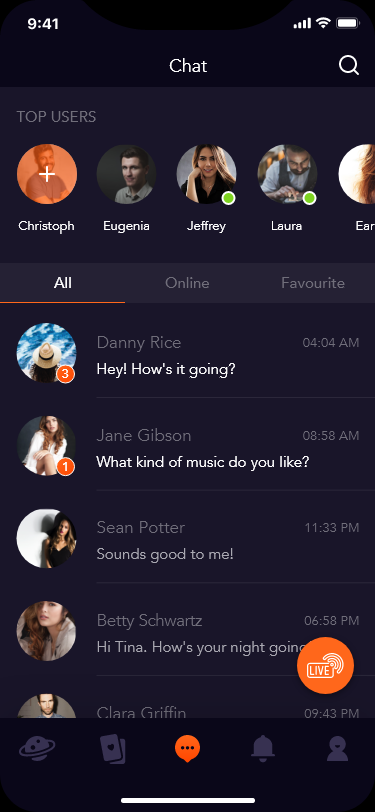 9:41
Chat
TOP USERS
Christoph Eugenia Jeffrey Laura Ear
All Online Favourite
Danny Rice 04:04 AM
3 Hey! How's it going?
Jane Gibson 08:58 AM
1 What kind of music do you like?
Sean Potter 11:33 PM
Sounds good to me!
Betty Schwartz 06:58 PM
Hi Tina. How's your night going
LIVE
Clara Griffin 09:43 PM